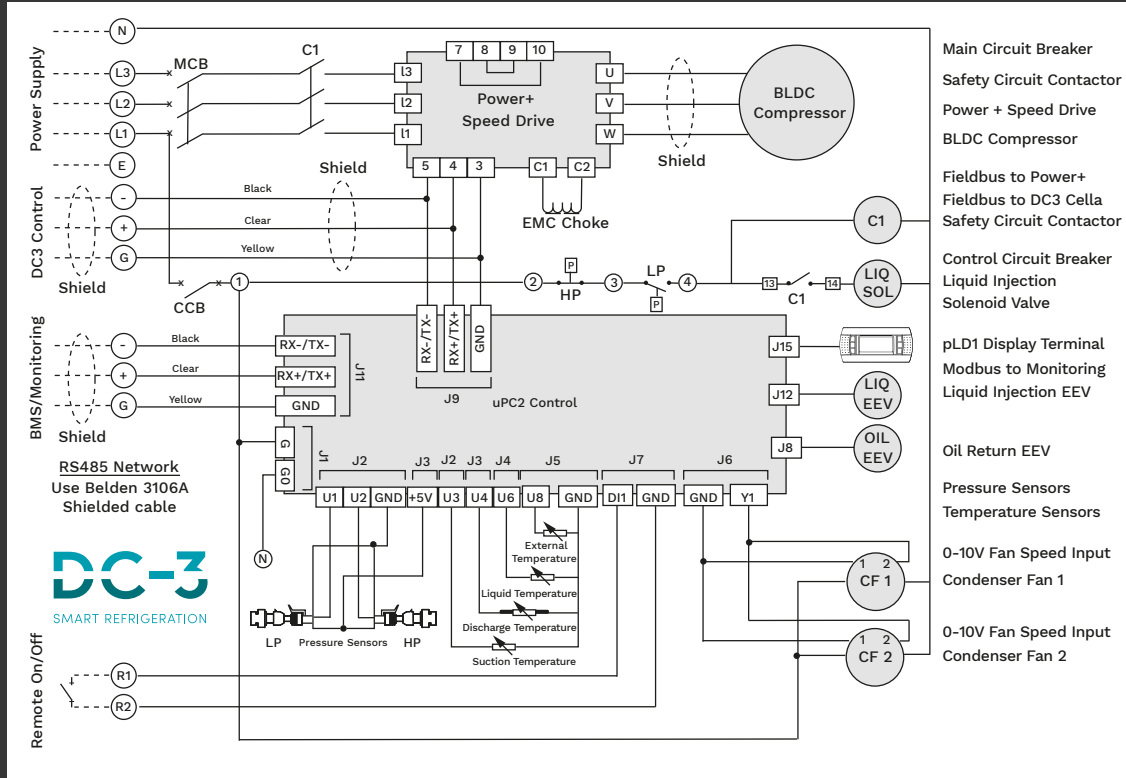 Power Supply
N
L3
L2
L1
E
MCB
C1
l3
l2
l1
7 8 9 10
Power+
Speed Drive
U
V
W
5 4 3
C1 C2
EMC Choke
Shield
BLDC
Compressor
Main Circuit Breaker
Safety Circuit Contactor
Power + Speed Drive
BLDC Compressor
DC3 Control
-
+
G
Shield
Black
Clear
Yellow
Shield
CCB
1
2
P
HP
3
LP
P
4
C1
13
C1
14
LIQ
SOL
Fieldbus to Power+
Fieldbus to DC3 Cella
Safety Circuit Contactor
Control Circuit Breaker
Liquid Injection
Solenoid Valve
BMS/Monitoring
-
+
G
Shield
Black
Clear
Yellow
RX-/TX-
RX+/TX+
GND
J11
RX-/TX-
RX+/TX+
GND
J9
uPC2 Control
J15
J12
J8
LIQ
EEV
OIL
EEV
pLD1 Display Terminal
Modbus to Monitoring
Liquid Injection EEV
Oil Return EEV
Pressure Sensors
Temperature Sensors
G
G0
J1
N
RS485 Network
Use Belden 3106A
Shielded cable
J2 J3 J2 J3 J4 J5 J7 J6
U1 U2 GND +5V U3 U4 U6 U8 GND DI1 GND GND Y1
External
Temperature
Liquid Temperature
Discharge Temperature
Suction Temperature
LP
Pressure Sensors
HP
DC-3
SMART REFRIGERATION
1 2
CF 1
1 2
CF 2
0-10V Fan Speed Input
Condenser Fan 1
0-10V Fan Speed Input
Condenser Fan 2
Remote On/Off
R1
R2